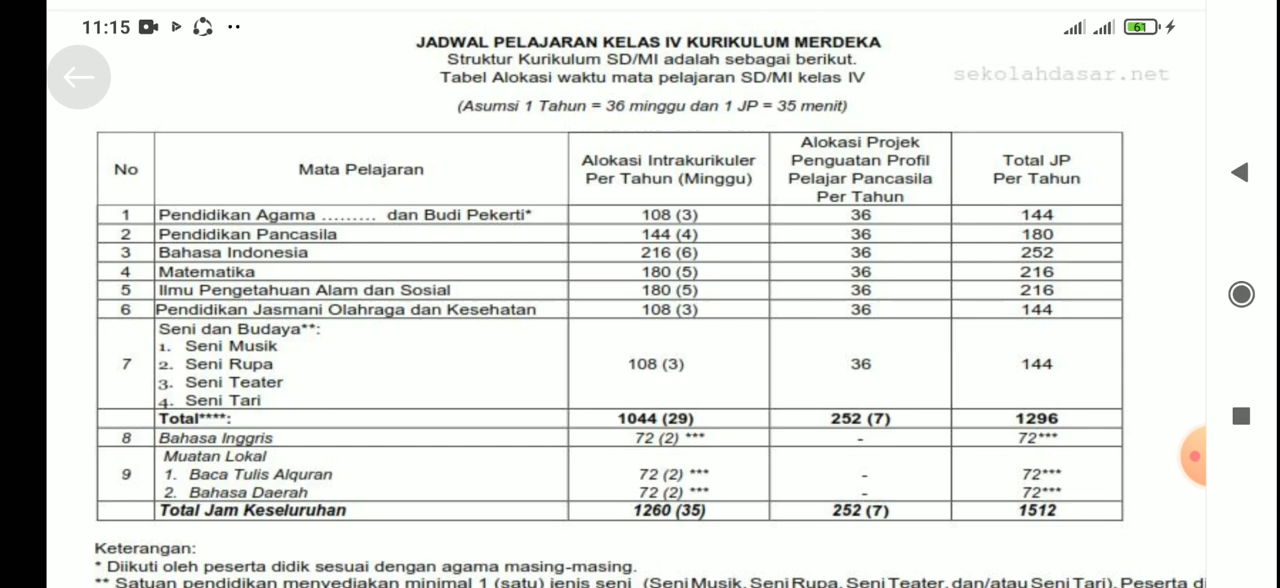 11:15
61
JADWAL PELAJARAN KELAS IV KURIKULUM MERDEKA
Struktur Kurikulum SD/MI adalah sebagai berikut.
Tabel Alokasi waktu mata pelajaran SD/MI kelas IV
sekolahdasar.net
(Asumsi 1 Tahun = 36 minggu dan 1 JP = 35 menit)
No Mata Pelajaran Alokasi Intrakurikuler Per Tahun (Minggu) Alokasi Projek Penguatan Profil Pelajar Pancasila Per Tahun Total JP Per Tahun
1 Pendidikan Agama ......... dan Budi Pekerti* 108 (3) 36 144
2 Pendidikan Pancasila 144 (4) 36 180
3 Bahasa Indonesia 216 (6) 36 252
4 Matematika 180 (5) 36 216
5 Ilmu Pengetahuan Alam dan Sosial 180 (5) 36 216
6 Pendidikan Jasmani Olahraga dan Kesehatan 108 (3) 36 144
Seni dan Budaya**:
1. Seni Musik
7 2. Seni Rupa 108 (3) 36 144
3. Seni Teater
4. Seni Tari
Total****: 1044 (29) 252 (7) 1296
8 Bahasa Inggris 72 (2) *** - 72***
Muatan Lokal
9 1. Baca Tulis Alquran 72 (2) *** - 72***
2. Bahasa Daerah 72 (2) *** - 72***
Total Jam Keseluruhan 1260 (35) 252 (7) 1512
Keterangan:
* Diikuti oleh peserta didik sesuai dengan agama masing-masing.
** Satuan pendidikan menyediakan minimal 1 (satu) jenis seni (Seni Musik, Seni Rupa, Seni Teater, dan/atau Seni Tari). Peserta di